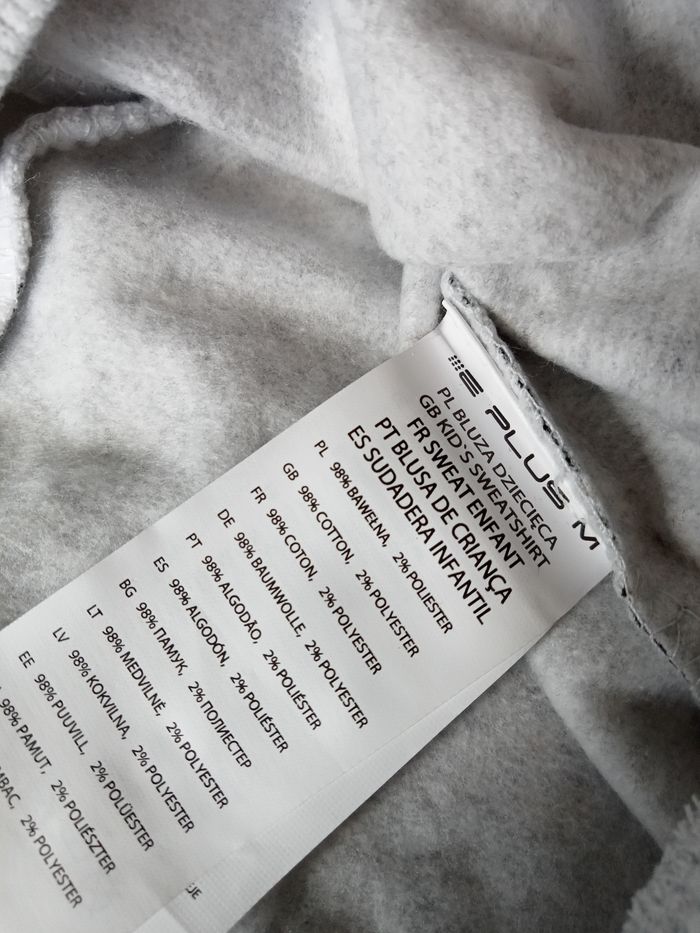 E PLUS M
PL BLUZA DZIECIĘCA
GB KID`S SWEATSHIRT
FR SWEAT ENFANT
PT BLUSA DE CRIANÇA
ES SUDADERA INFANTIL
PL 98% BAWEŁNA, 2% POLIESTER
GB 98% COTTON, 2% POLYESTER
FR 98% COTON, 2% POLYESTER
DE 98% BAUMWOLLE, 2% POLYESTER
PT 98% ALGODÃO, 2% POLIÉSTER
ES 98% ALGODÓN, 2% POLIÉSTER
BG 98% ПАМУК, 2% ПОЛИЕСТЕР
LT 98% MEDVILNĖ, 2% POLYESTER
LV 98% KOKVILNA, 2% POLYESTER
EE 98% PUUVILL, 2% POLÜESTER
98% PAMUT, 2% POLIÉSZTER
2% POLYESTER